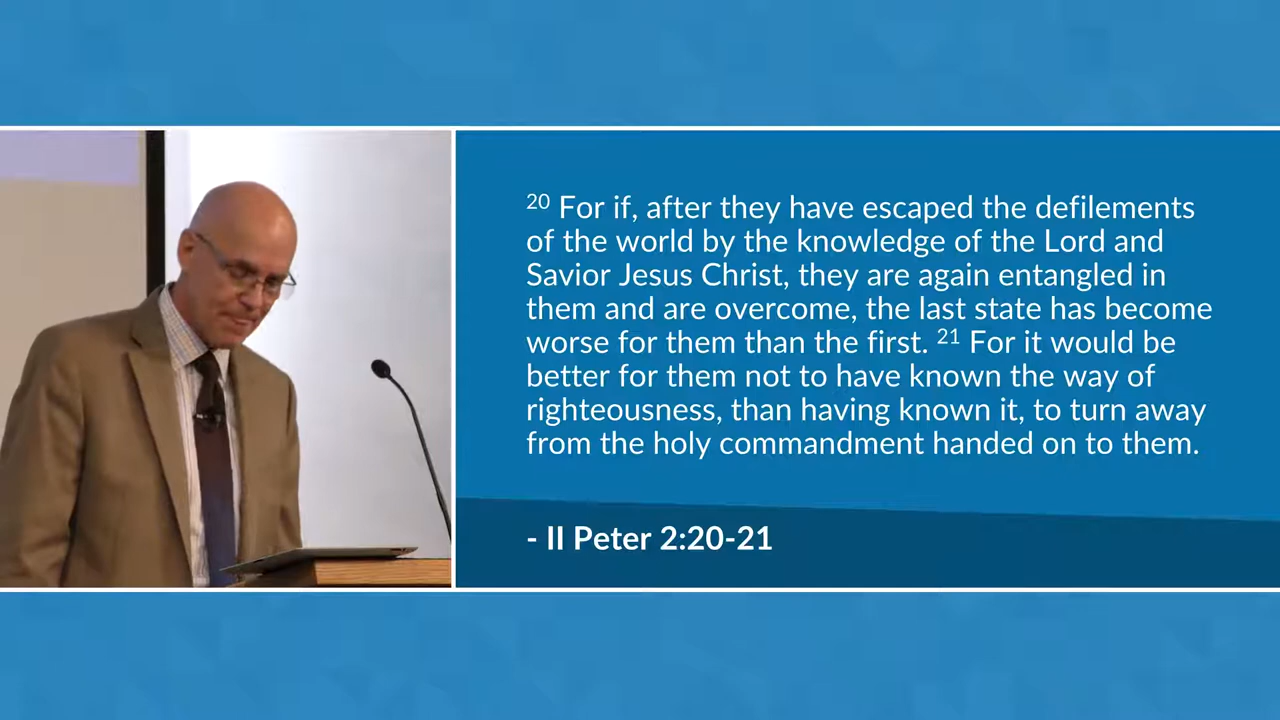 20 For if, after they have escaped the defilements
of the world by the knowledge of the Lord and
Savior Jesus Christ, they are again entangled in
them and are overcome, the last state has become
worse for them than the first. 21 For it would be
better for them not to have known the way of
righteousness, than having known it, to turn away
from the holy commandment handed on to them.
- II Peter 2:20-21